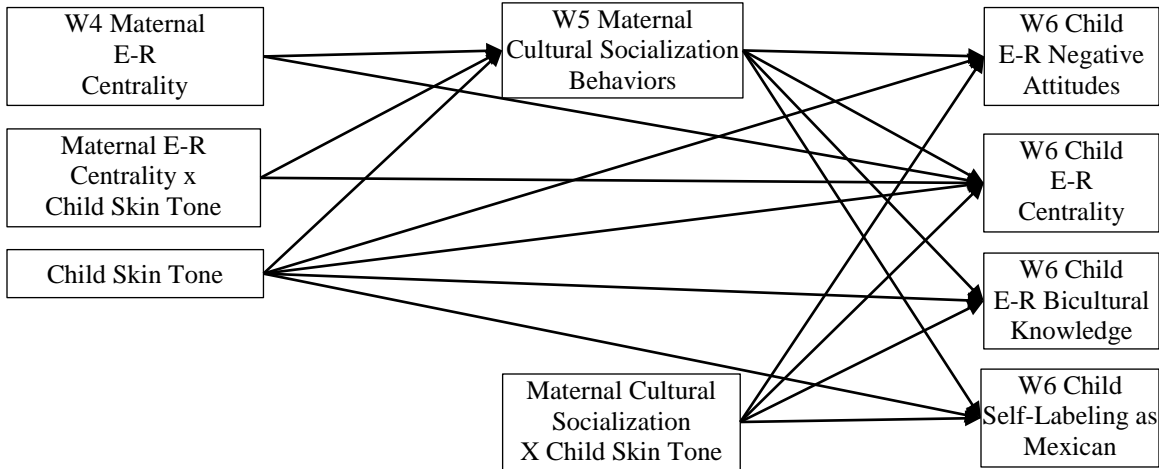 W4 Maternal
E-R
Centrality
Maternal E-R
Centrality x
Child Skin Tone
Child Skin Tone
W5 Maternal
Cultural Socialization
Behaviors
Maternal Cultural
Socialization
X Child Skin Tone
W6 Child
E-R Negative
Attitudes
W6 Child
E-R
Centrality
W6 Child
E-R Bicultural
Knowledge
W6 Child
Self-Labeling as
Mexican